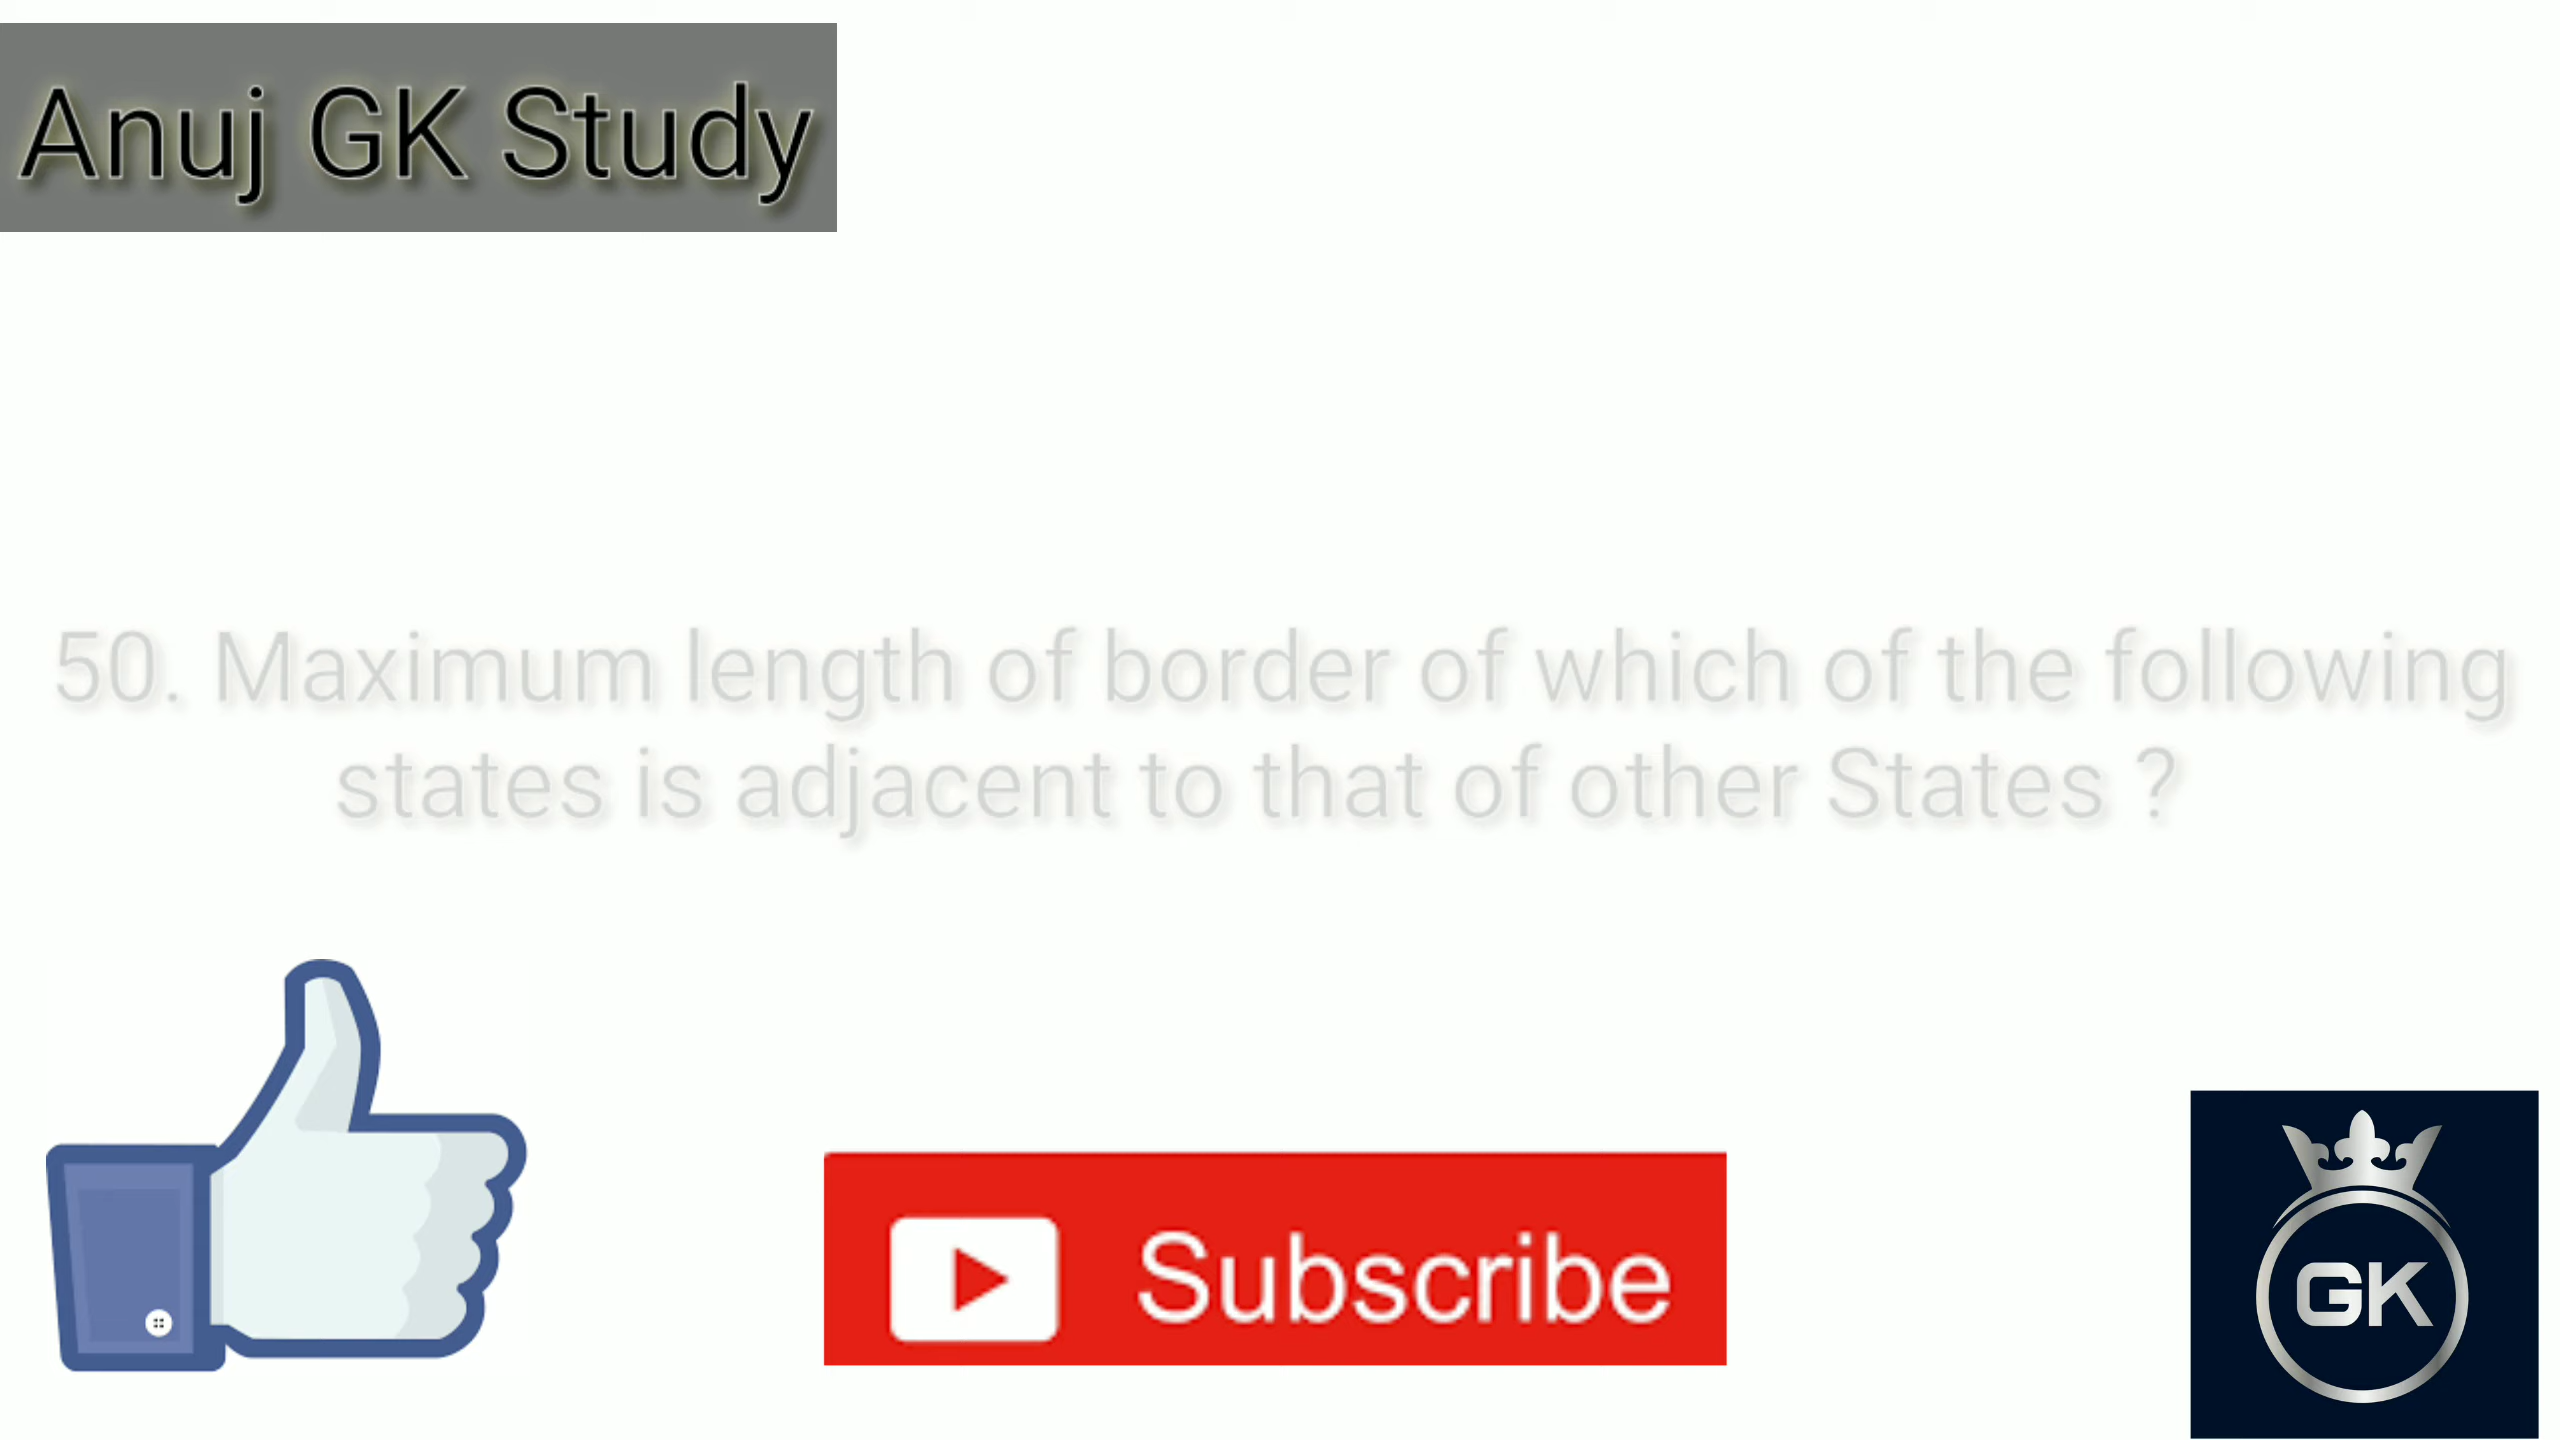 Anuj GK Study
50. Maximum length of border of which of the following
states is adjacent to that of other States ?
Subscribe
GK